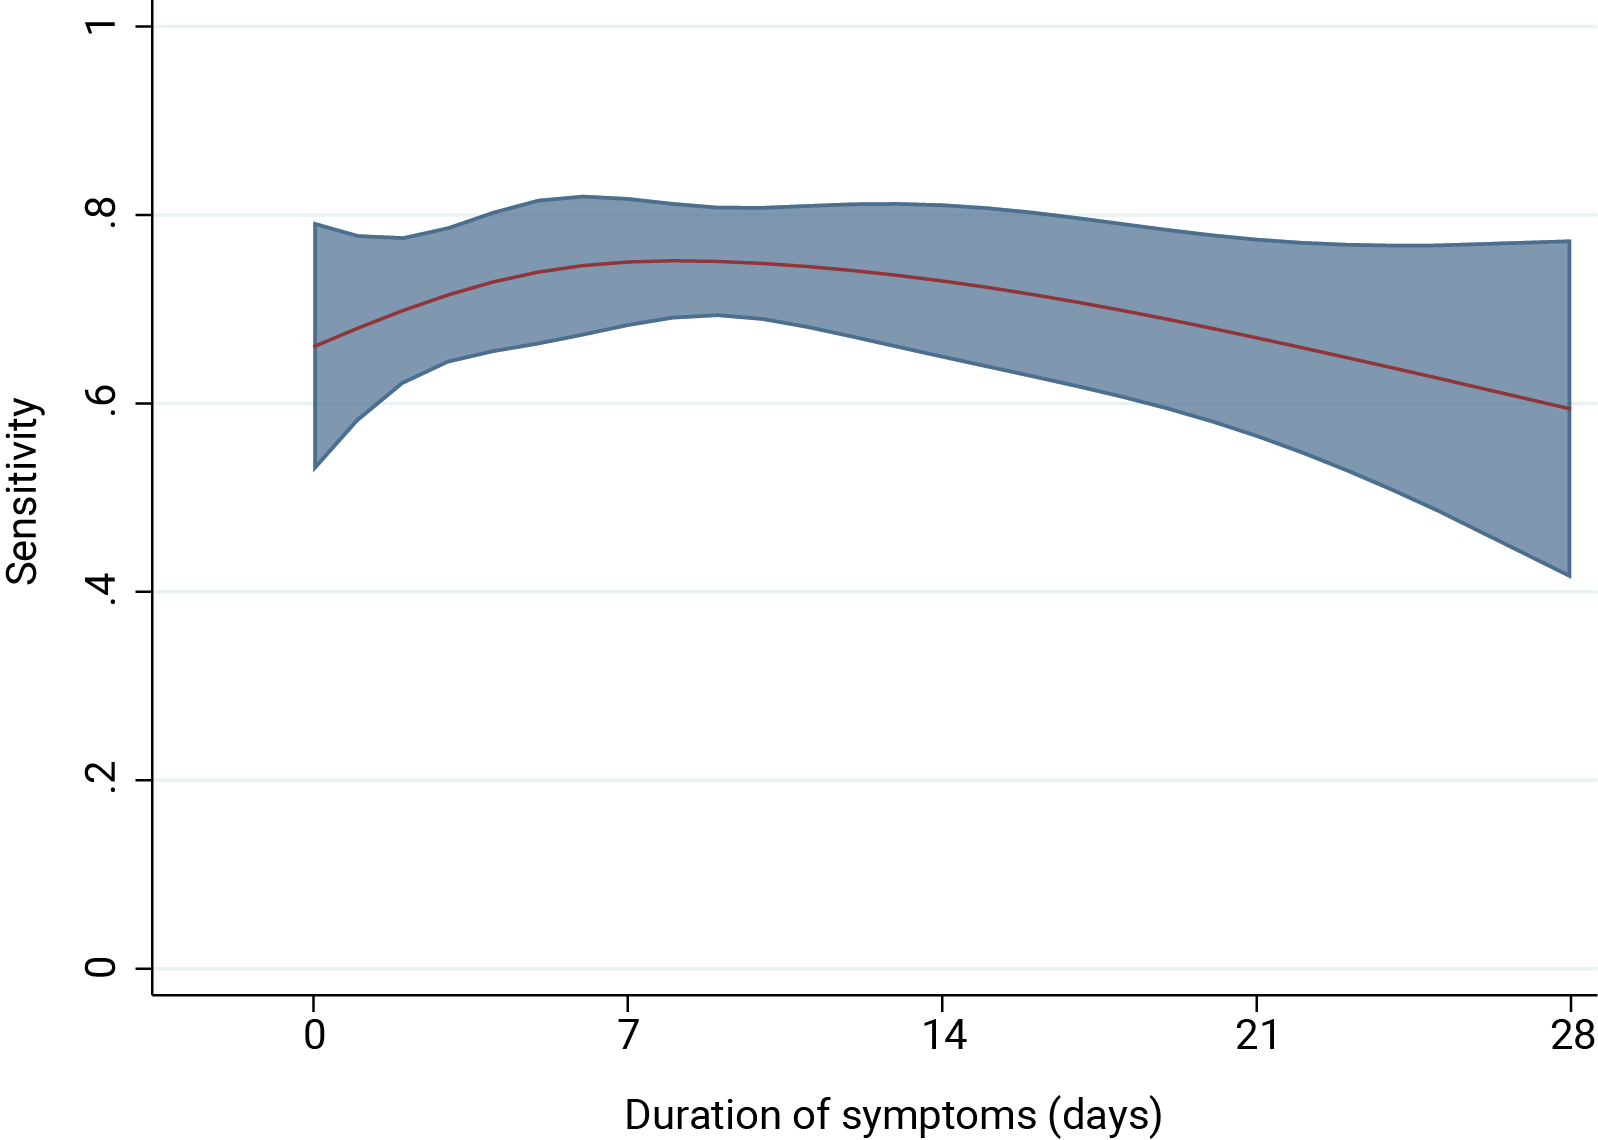 Sensitivity
1
.8
.6
.4
.2
0
0 7 14 21 28
Duration of symptoms (days)